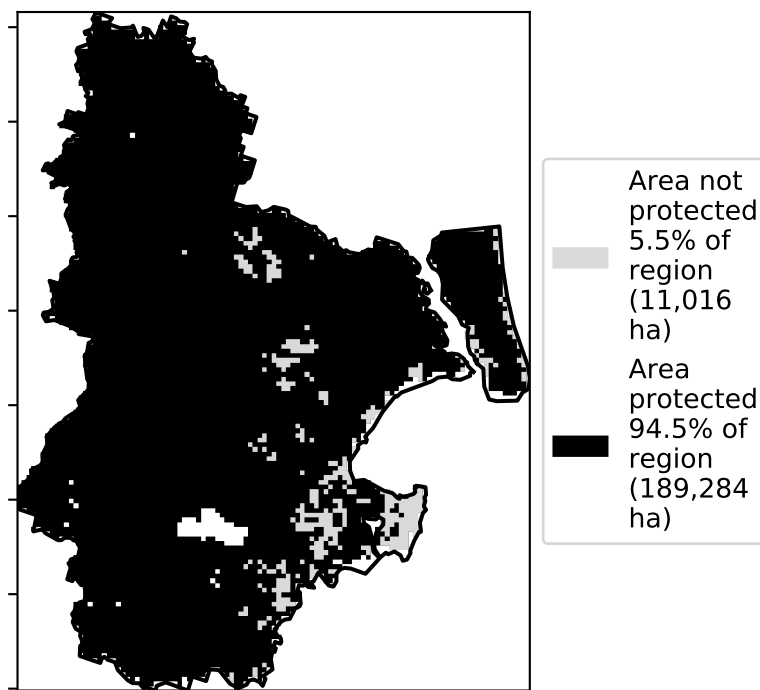 Area not
protected
5.5% of
region
(11,016
ha)
Area
protected
94.5% of
region
(189,284
ha)